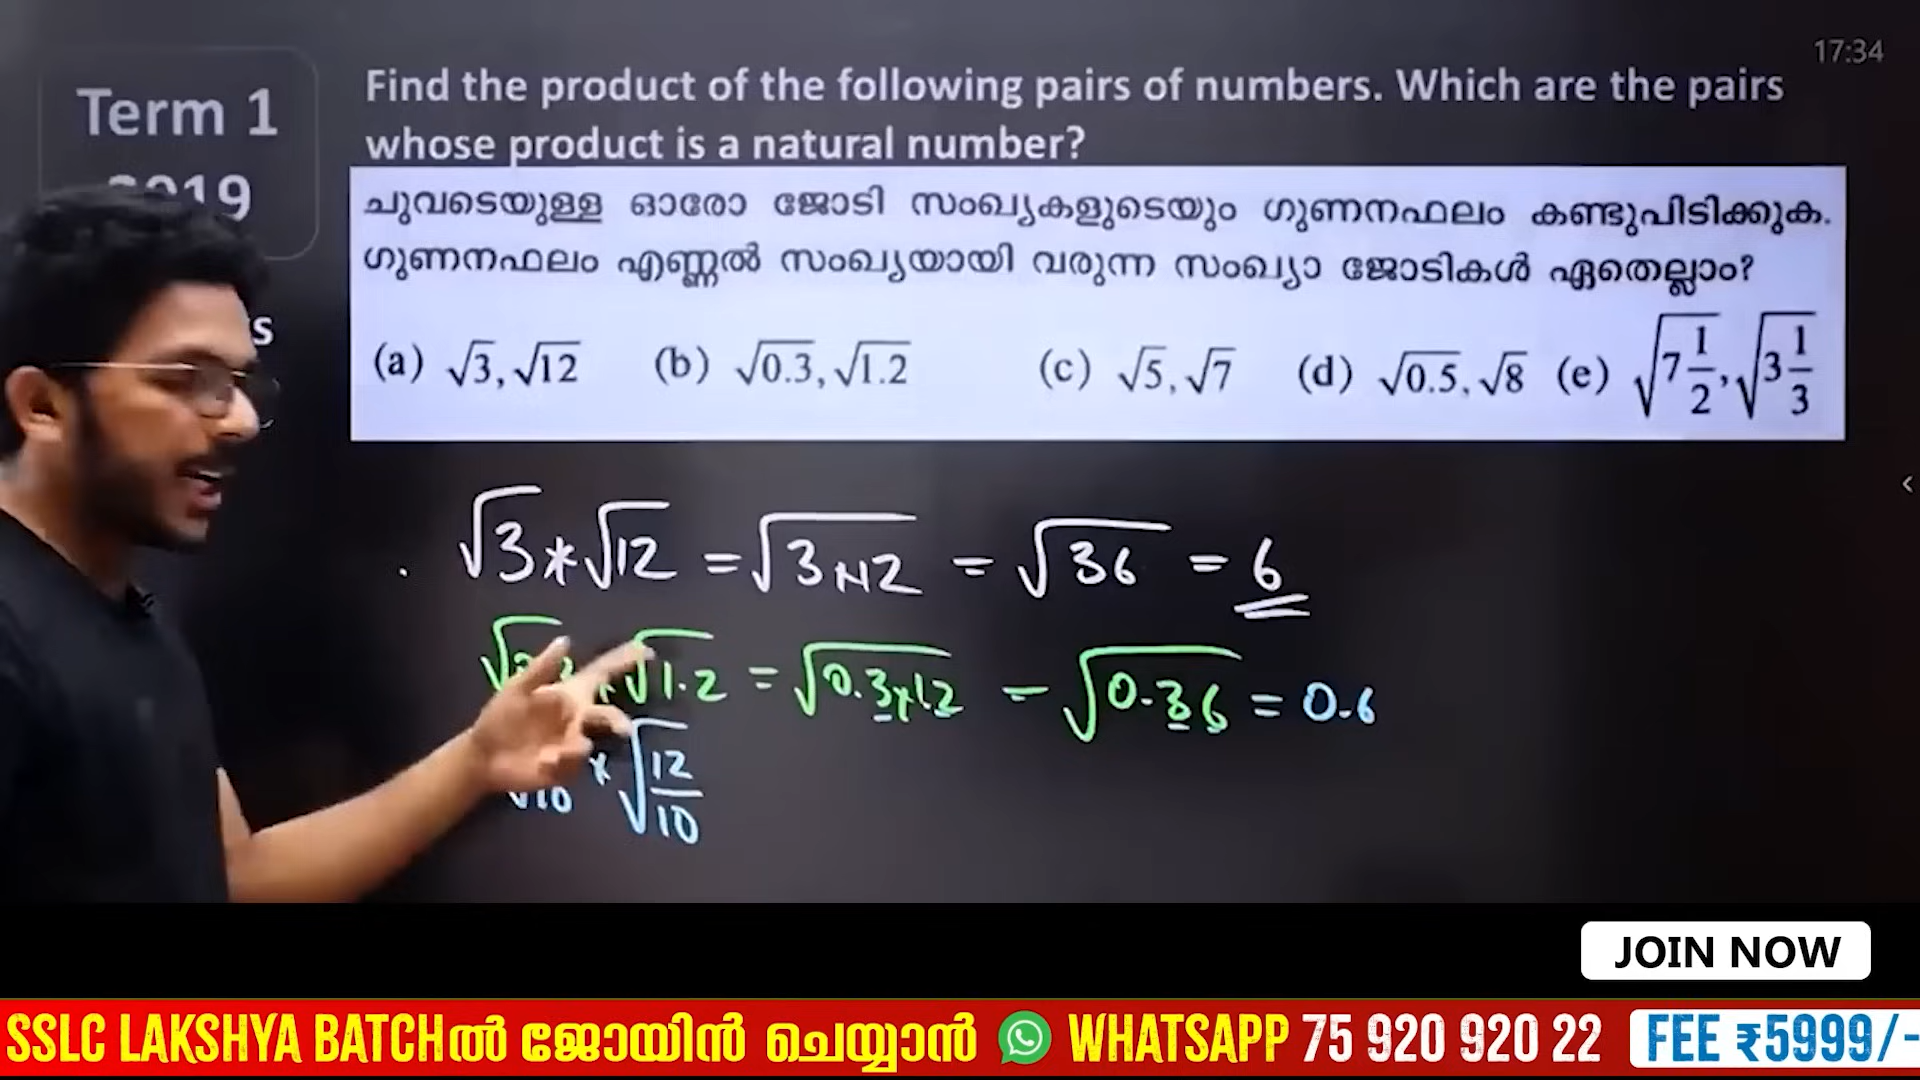 17:34
Term 1
2019
s
Find the product of the following pairs of numbers. Which are the pairs
whose product is a natural number?
ചുവടെയുള്ള ഓരോ ജോടി സംഖ്യകളുടെയും ഗുണനഫലം കണ്ടുപിടിക്കുക.
ഗുണനഫലം എണ്ണൽ സംഖ്യയായി വരുന്ന സംഖ്യാ ജോടികൾ ഏതെല്ലാം?
(a) √3, √12 (b) √0.3, √1.2 (c) √5, √7 (d) √0.5, √8 (e) √7 1/2, √3 1/3
√3 * √12 = √3*12 = √36 = 6
√1.2 = √0.3*1.2 = √0.36 = 0.6
10 * √12/10
JOIN NOW
SSLC LAKSHYA BATCHൽ ജോയിൻ ചെയ്യാൻ WHATSAPP 75 920 920 22 FEE ₹5999/-